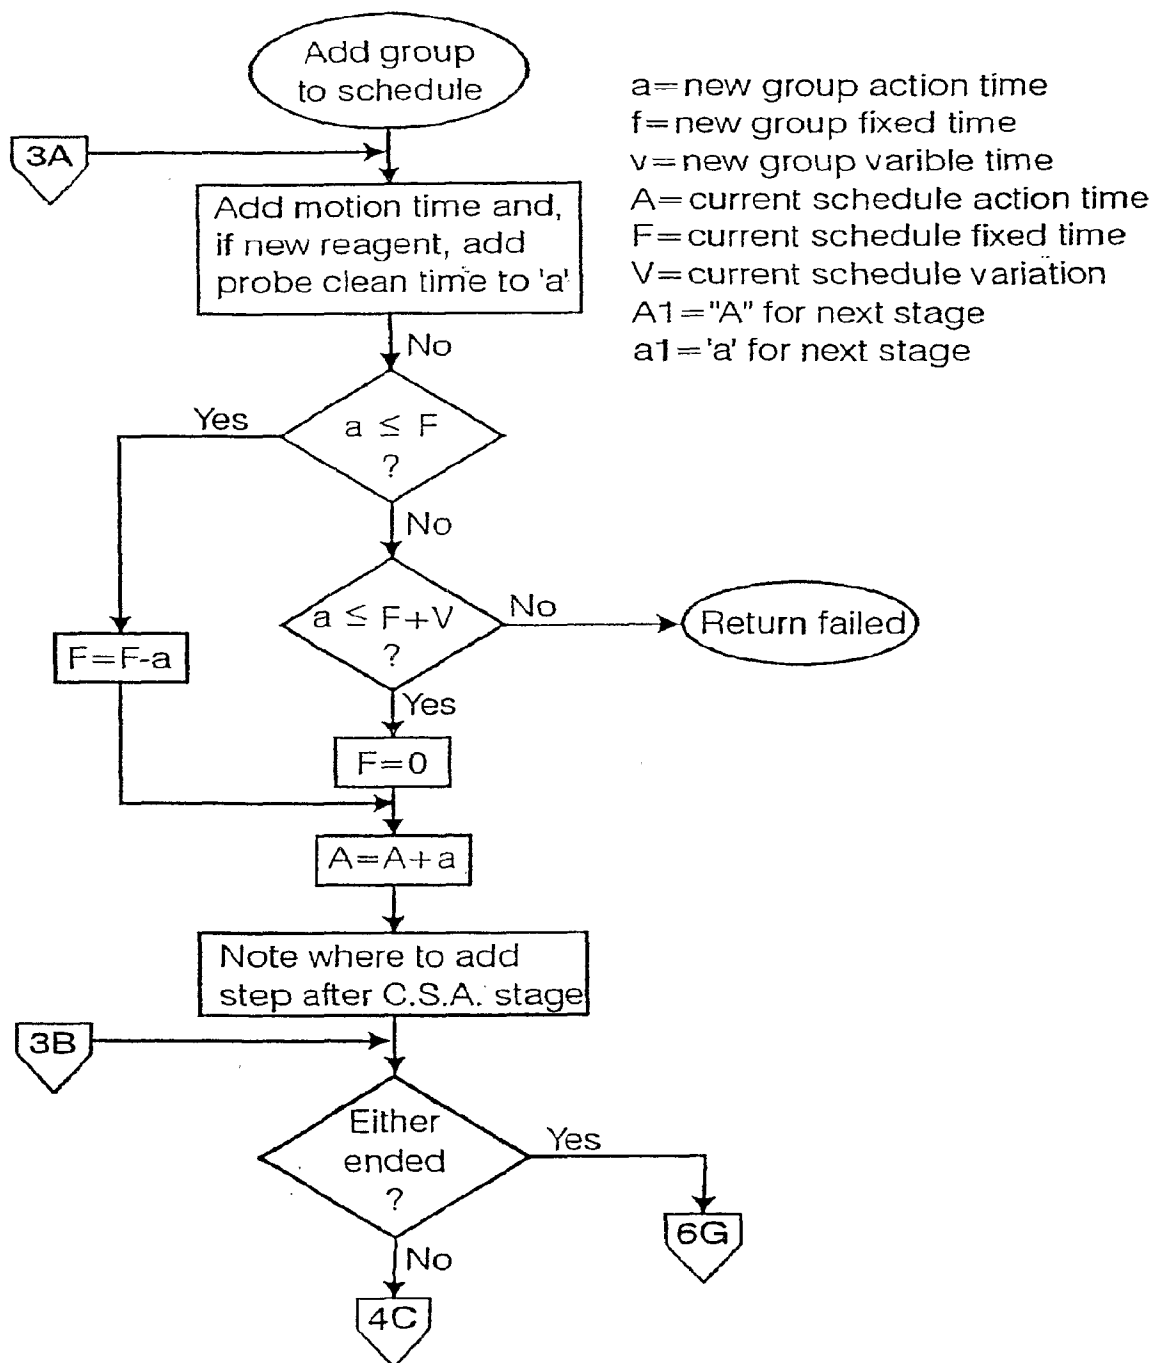 Add group
to schedule
a=new group action time
f=new group fixed time
v=new group varible time
A=current schedule action time
F=current schedule fixed time
V=current schedule variation
A1="A" for next stage
a1='a' for next stage
3A
Add motion time and,
if new reagent, add
probe clean time to 'a'
No
Yes
a ≤ F
?
No
a ≤ F+V
?
No
Return failed
F=F-a
Yes
F=0
A=A+a
Note where to add
step after C.S.A. stage
3B
Either
ended
?
Yes
6G
No
4C